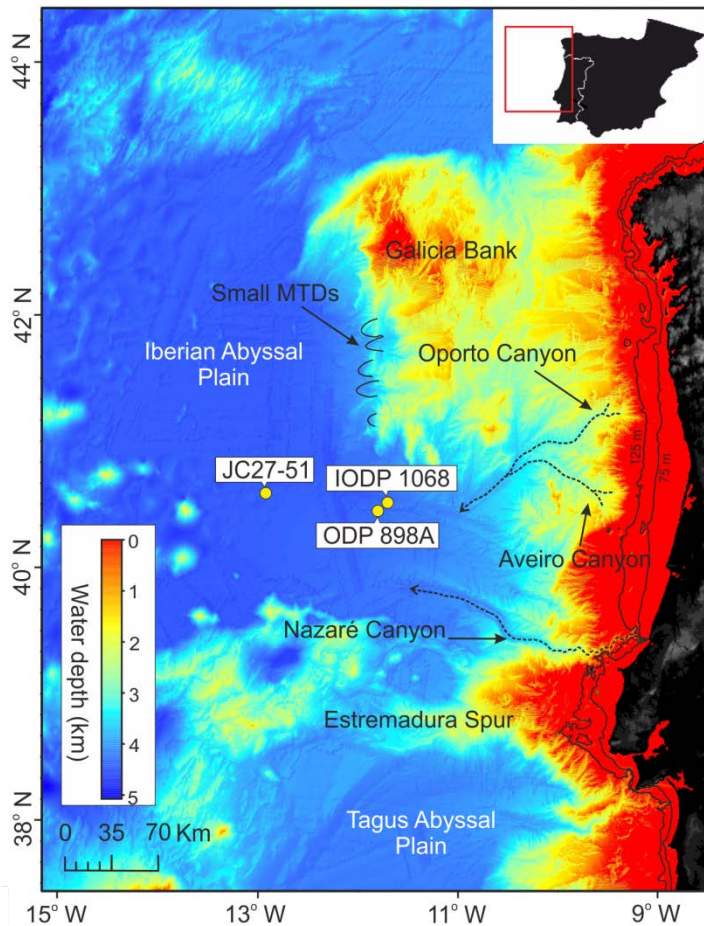 44° N
Galicia Bank
Small MTDs
42° N
Iberian Abyssal
Plain
Oporto Canyon
125 m
75 m
JC27-51
IODP 1068
ODP 898A
0
1
2
3
4
5
Water depth (km)
40° N
Aveiro Canyon
Nazaré Canyon
Estremadura Spur
0 35 70 Km
38° N
Tagus Abyssal
Plain
15° W
13° W
11° W
9° W